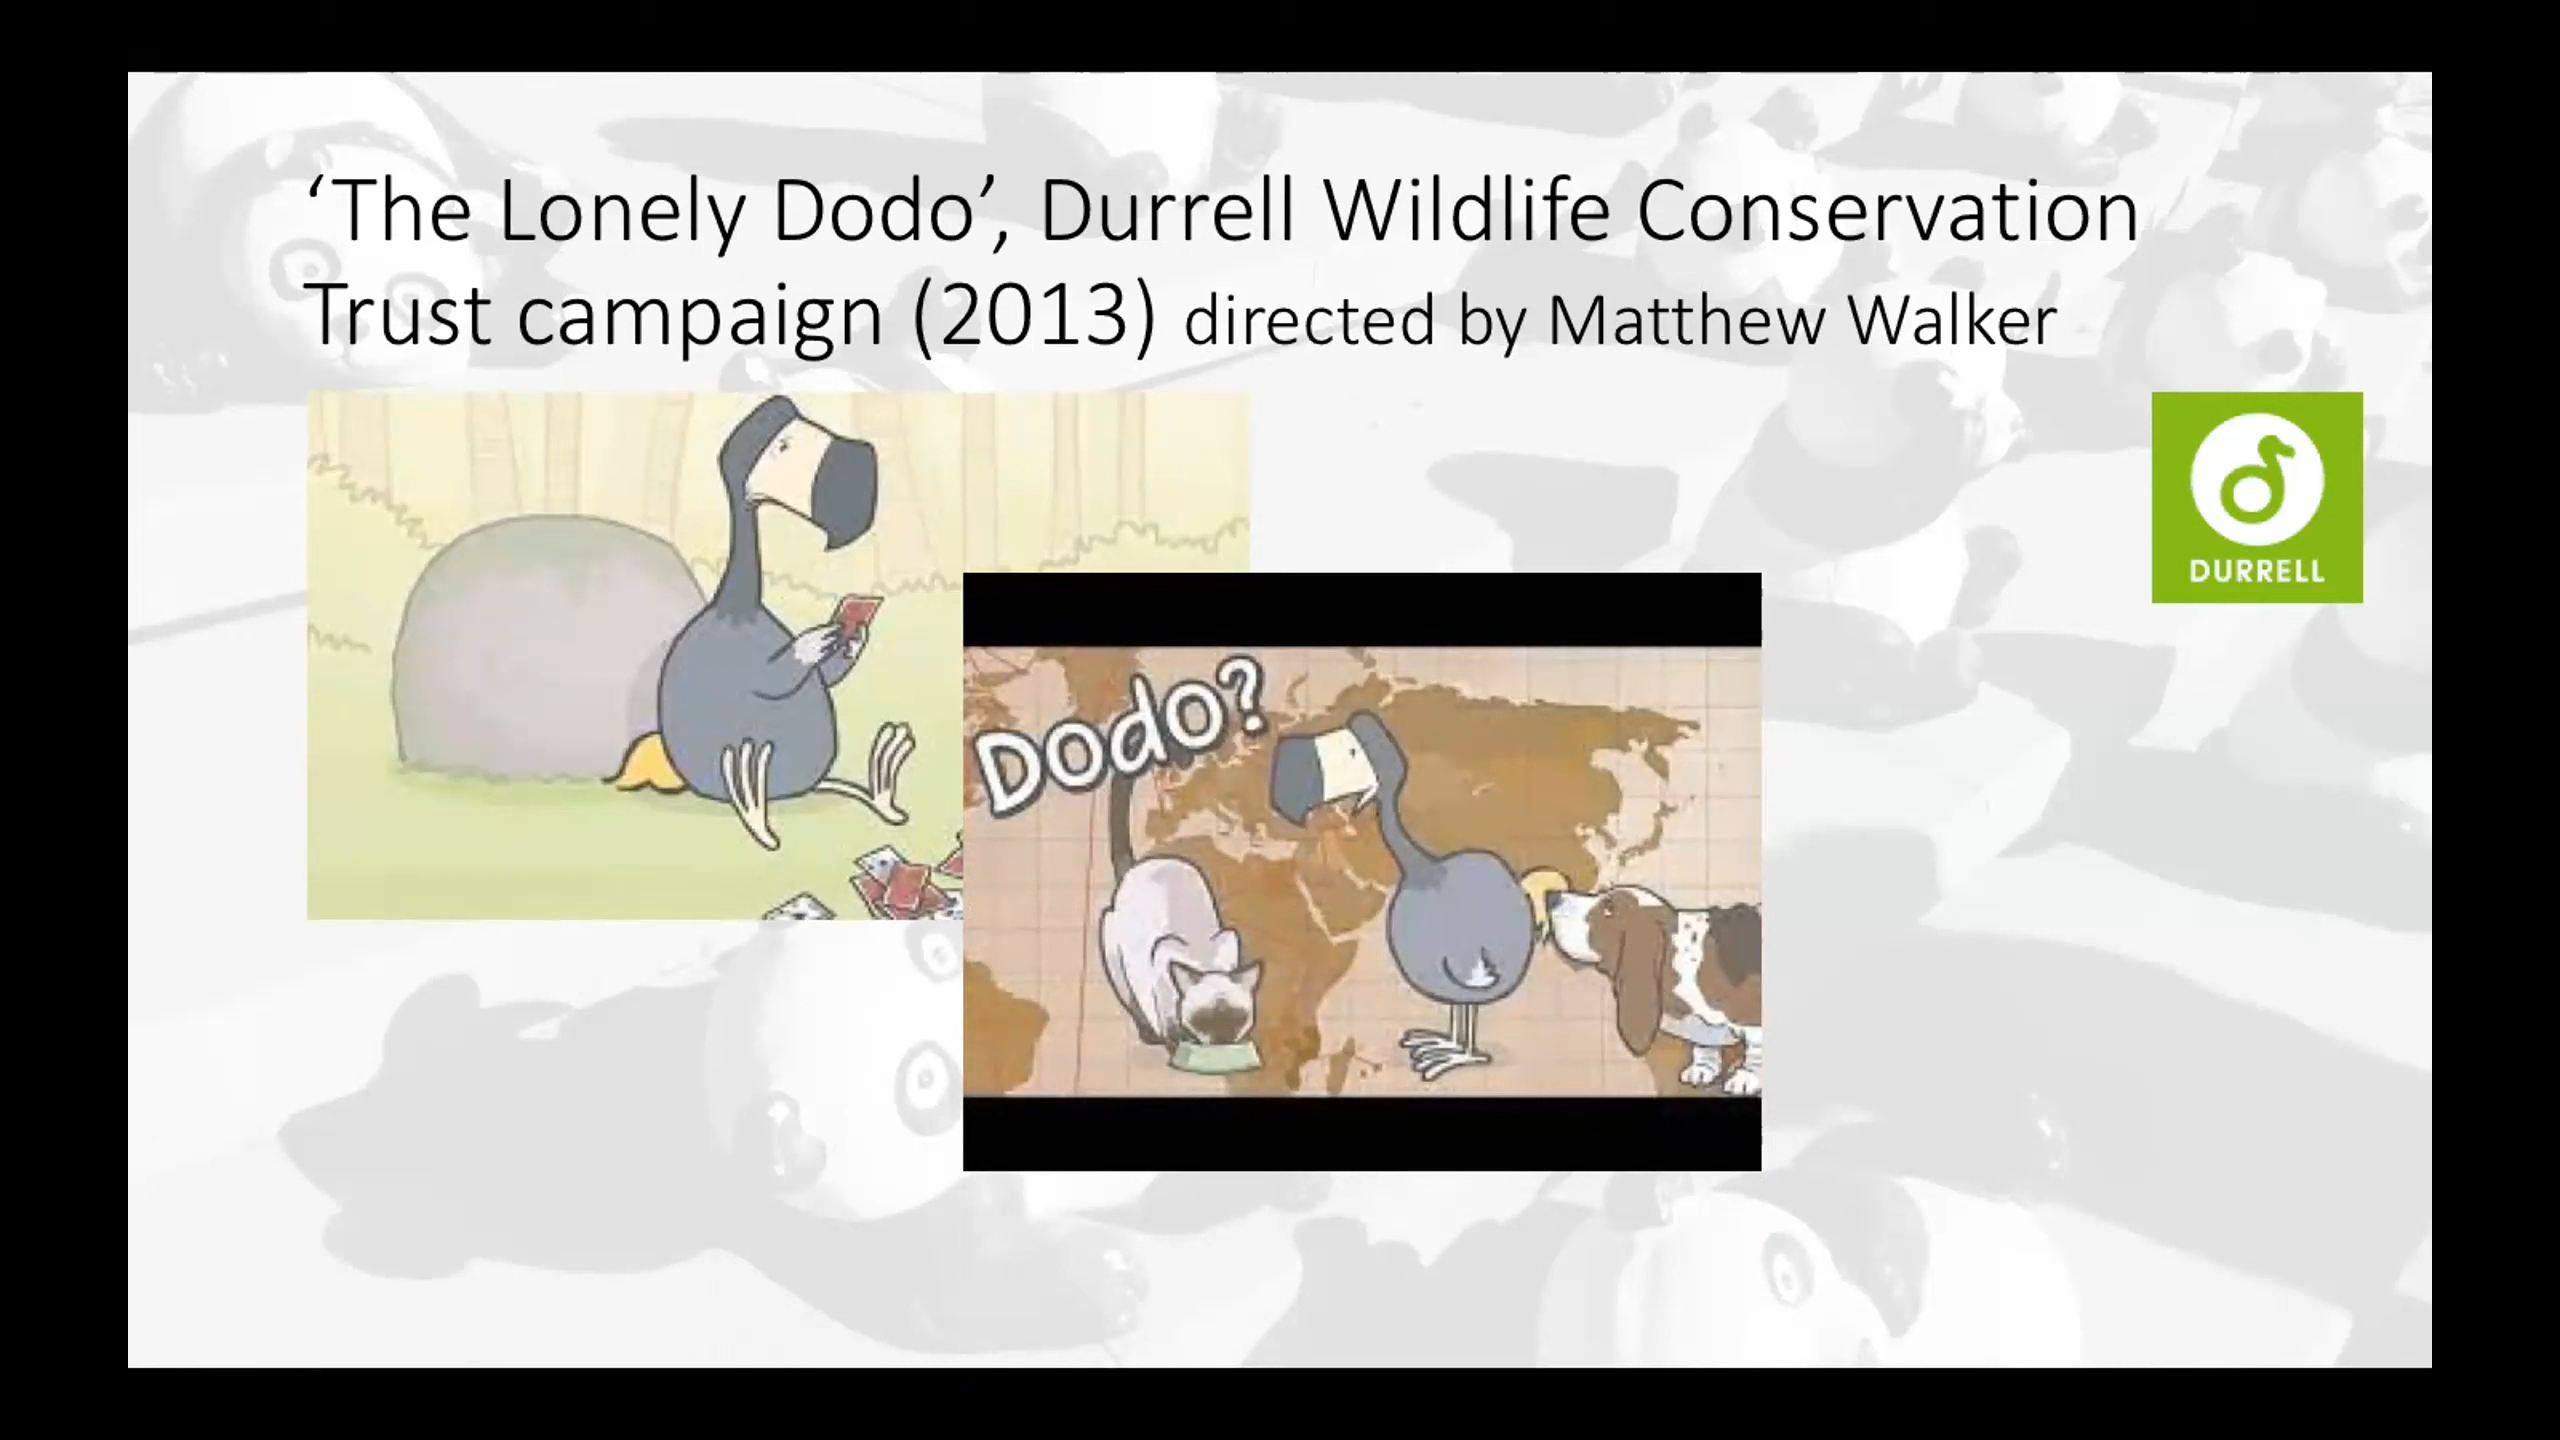 ‘The Lonely Dodo’, Durrell Wildlife Conservation
Trust campaign (2013) directed by Matthew Walker
DURRELL
Dodo?